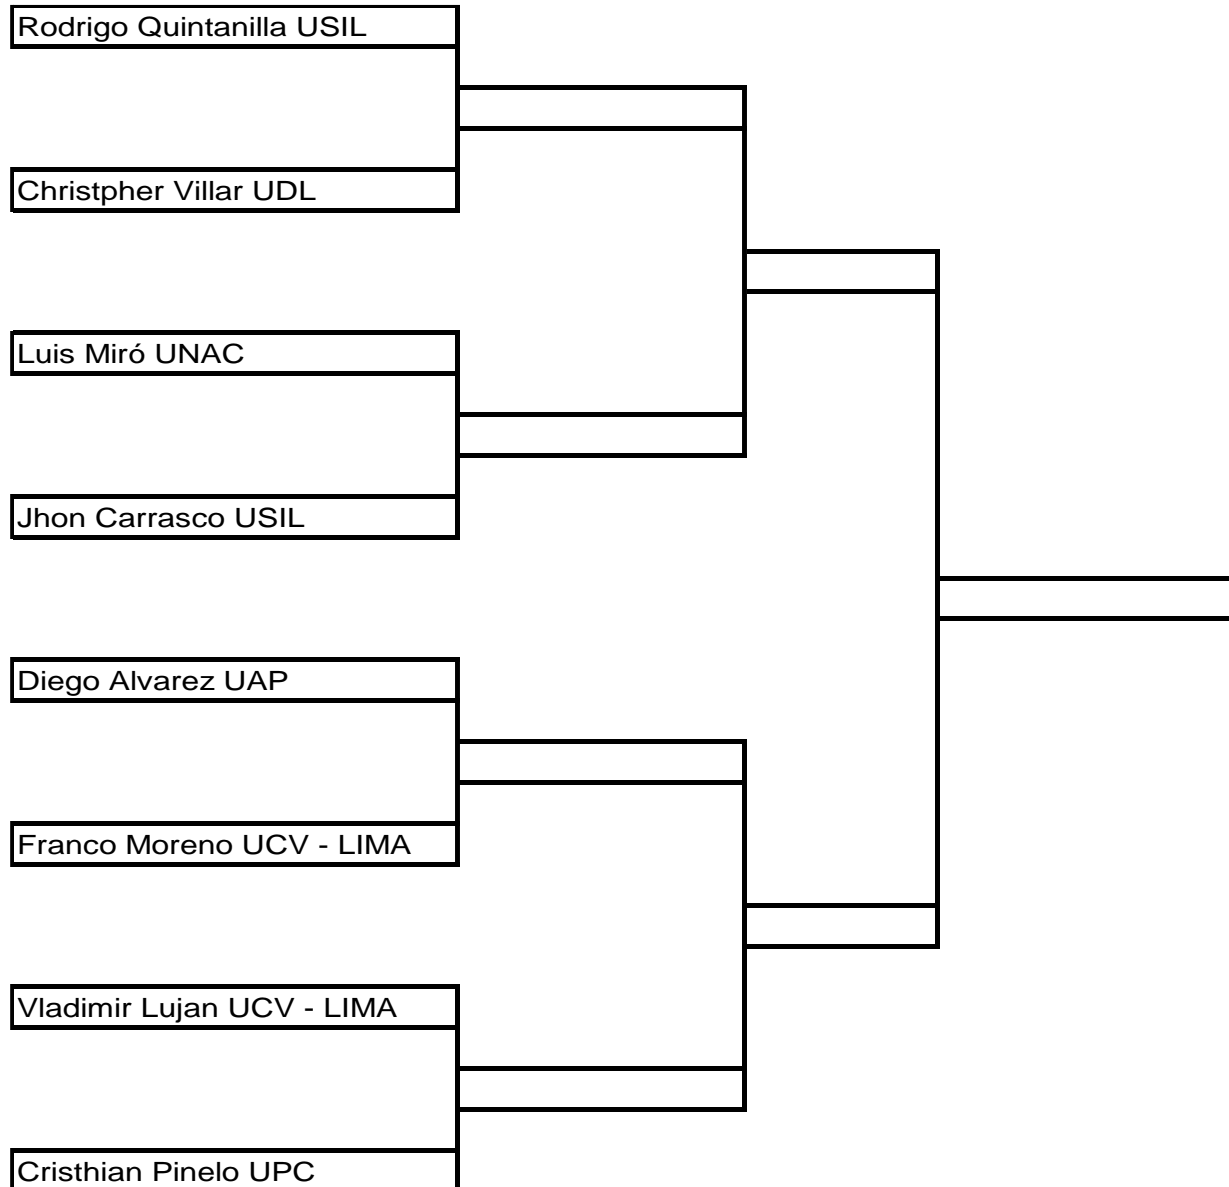 Rodrigo Quintanilla USIL
Christpher Villar UDL
Luis Miró UNAC
Jhon Carrasco USIL
Diego Alvarez UAP
Franco Moreno UCV - LIMA
Vladimir Lujan UCV - LIMA
Cristhian Pinelo UPC